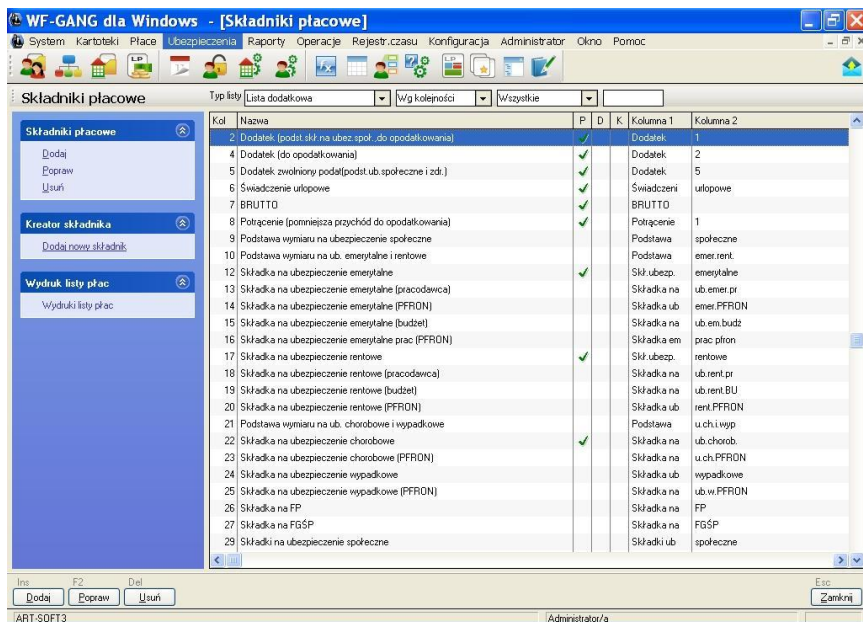 WF-GANG dla Windows - [Składniki płacowe]
System Kartoteki Płace Ubezpieczenia Raporty Operacje Rejestr.czasu Konfiguracja Administrator Okno Pomoc
Składniki płacowe Typ listy Lista dodatkowa Wg kolejności Wszystkie
Składniki płacowe
Dodaj
Popraw
Usuń
Kreator składnika
Dodaj nowy składnik
Wydruk listy płac
Wydruki listy płac
Kol Nazwa P D K Kolumna 1 Kolumna 2
2 Dodatek (podst.skł.na ubez.społ.,do opodatkowania) Dodatek 1
4 Dodatek (do opodatkowania) Dodatek 2
5 Dodatek zwolniony podat(podst.ub.społeczne i zdr.) Dodatek 5
6 Świadczenie urlopowe Świadczeni urlopowe
7 BRUTTO BRUTTO
8 Potrącenie (pomniejsza przychód do opodatkowania) Potrącenie 1
9 Podstawa wymiaru na ubezpieczenie społeczne Podstawa społeczne
10 Podstawa wymiaru na ub. emerytalne i rentowe Podstawa emer.rent.
12 Składka na ubezpieczenie emerytalne Skł.ubezp. emerytalne
13 Składka na ubezpieczenie emerytalne (pracodawca) Składka na ub.emer.pr
14 Składka na ubezpieczenie emerytalne (PFRON) Składka ub emer.PFRON
15 Składka na ubezpieczenie emerytalne (budżet) Składka na ub.em.budż
16 Składka na ubezpieczenie emerytalne prac (PFRON) Składka em prac pfron
17 Składka na ubezpieczenie rentowe Skł.ubezp. rentowe
18 Składka na ubezpieczenie rentowe (pracodawca) Składka na ub.rent.pr
19 Składka na ubezpieczenie rentowe (budżet) Składka na ub.rent.BU
20 Składka na ubezpieczenie rentowe (PFRON) Składka ub rent.PFRON
21 Podstawa wymiaru na ub. chorobowe i wypadkowe Podstawa u.ch.i.wyp
22 Składka na ubezpieczenie chorobowe Składka na ub.chorob.
23 Składka na ubezpieczenie chorobowe (PFRON) Składka na u.ch.PFRON
24 Składka na ubezpieczenie wypadkowe Składka ub wypadkowe
25 Składka na ubezpieczenie wypadkowe (PFRON) Składka na ub.w.PFRON
26 Składka na FP Składka na FP
27 Składka na FGŚP Składka na FGŚP
29 Składki na ubezpieczenie społeczne Składki ub społeczne
Ins F2 Del Esc
Dodaj Popraw Usuń Zamknij
ART-SOFT3 Administrator/a